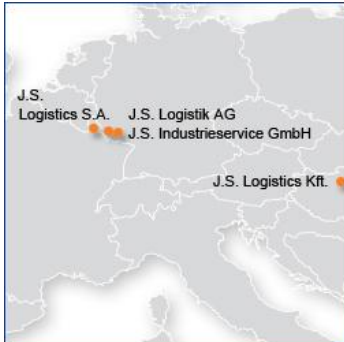 J.S.
Logistics S.A.
J.S. Logistik AG
J.S. Industrieservice GmbH
J.S. Logistics Kft.